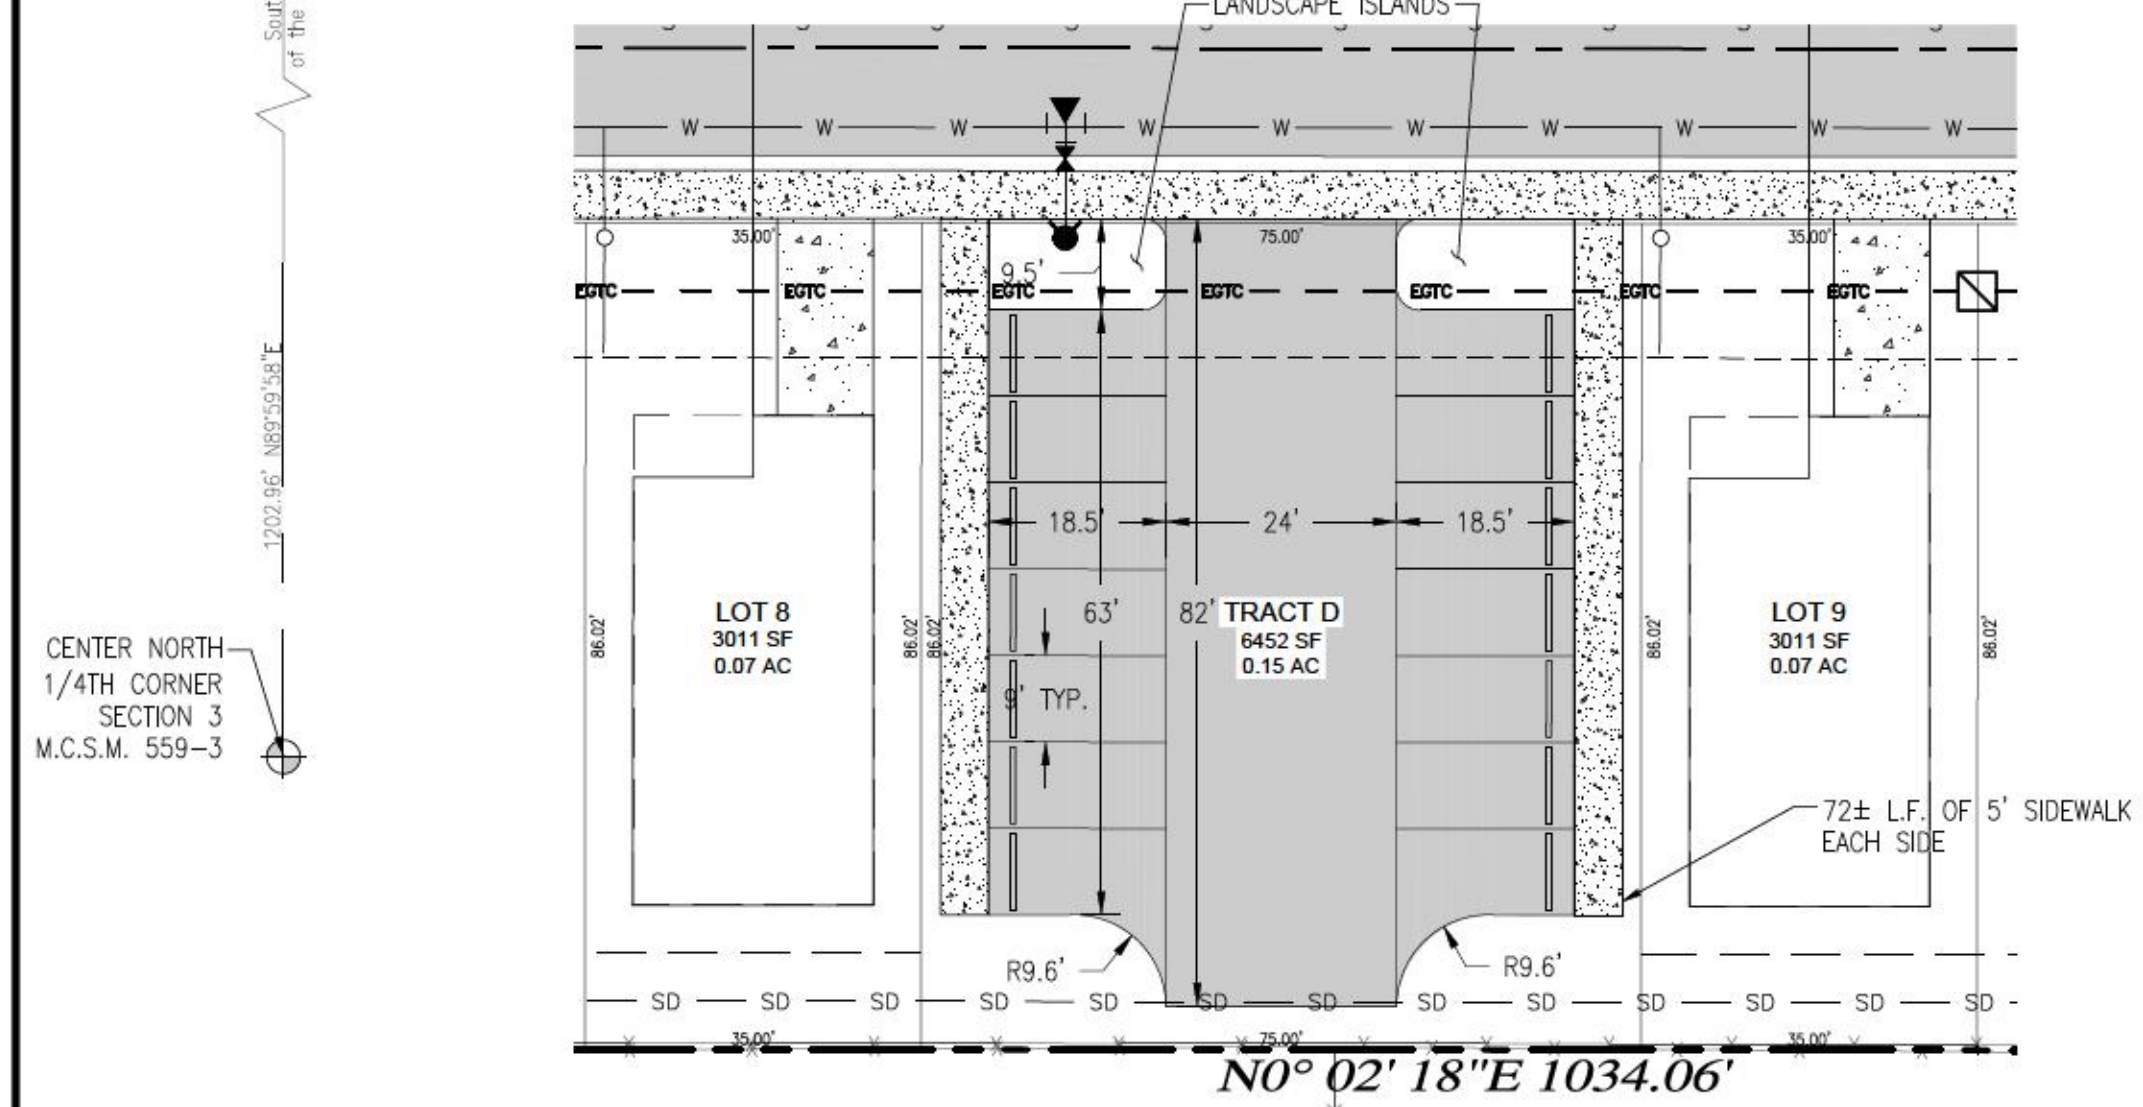 LANDSCAPE ISLANDS
Sout
of the
W W W W W W W W W W
35.00' 75.00' 35.00'
9.5'
EGTC EGTC EGTC EGTC EGTC EGTC EGTC
1202.96' N89°59'58"E
18.5' 24' 18.5'
CENTER NORTH
1/4TH CORNER
SECTION 3
M.C.S.M. 559-3
86.02'
LOT 8
3011 SF
0.07 AC
86.02'
86.02'
63'
82'
TRACT D
6452 SF
0.15 AC
86.02'
LOT 9
3011 SF
0.07 AC
86.02'
9' TYP.
72± L.F. OF 5' SIDEWALK
EACH SIDE
R9.6' R9.6'
SD SD SD SD SD SD SD SD SD SD SD SD SD
35.00' 75.00' 35.00'
N0° 02' 18"E 1034.06'